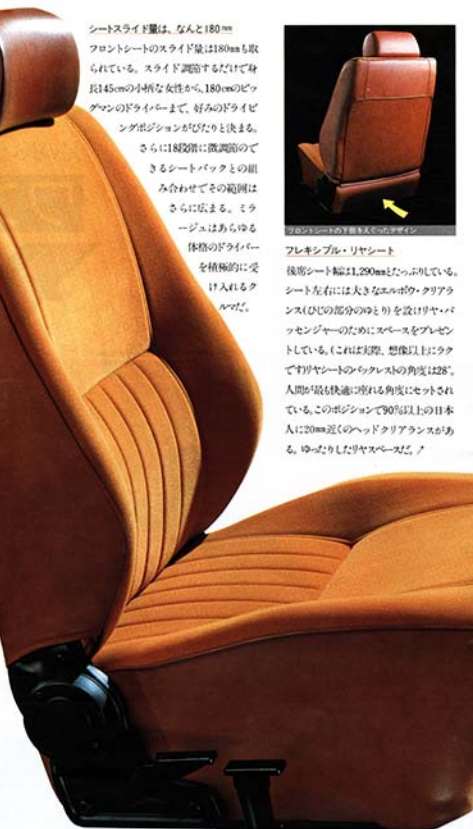 シートスライド量は、なんと180mm
フロントシートのスライド量は180mmも取
られている。スライド調節するだけで身
長145cmの小柄な女性から、180cmのビッ
グマンのドライバーまで、好みのドライビ
ングポジションがぴたりと決まる。
さらに18段階に微調節ので
きるシートバックとの組
み合わせでその範囲は
さらに広まる。ミラ
ージュはあらゆる
体格のドライバー
を積極的に受
け入れるク
ルマだ。
フロントシートの下側をえぐったデザイン
フレキシブル・リヤシート
後席シート幅は1,290mmとたっぷりしている。
シート左右には大きなエルボウ・クリアラ
ンス(ひじの部分のゆとり)を設けリヤ・パ
ッセンジャーのためにスペースをプレゼン
トしている。(これは実際、想像以上にラク
です)リヤシートのバックレストの角度は28°。
人間が最も快適に座れる角度にセットされ
ている。このポジションで90%以上の日本
人に20mm近くのヘッドクリアランスがあ
る。ゆったりしたリヤスペースだ。↗